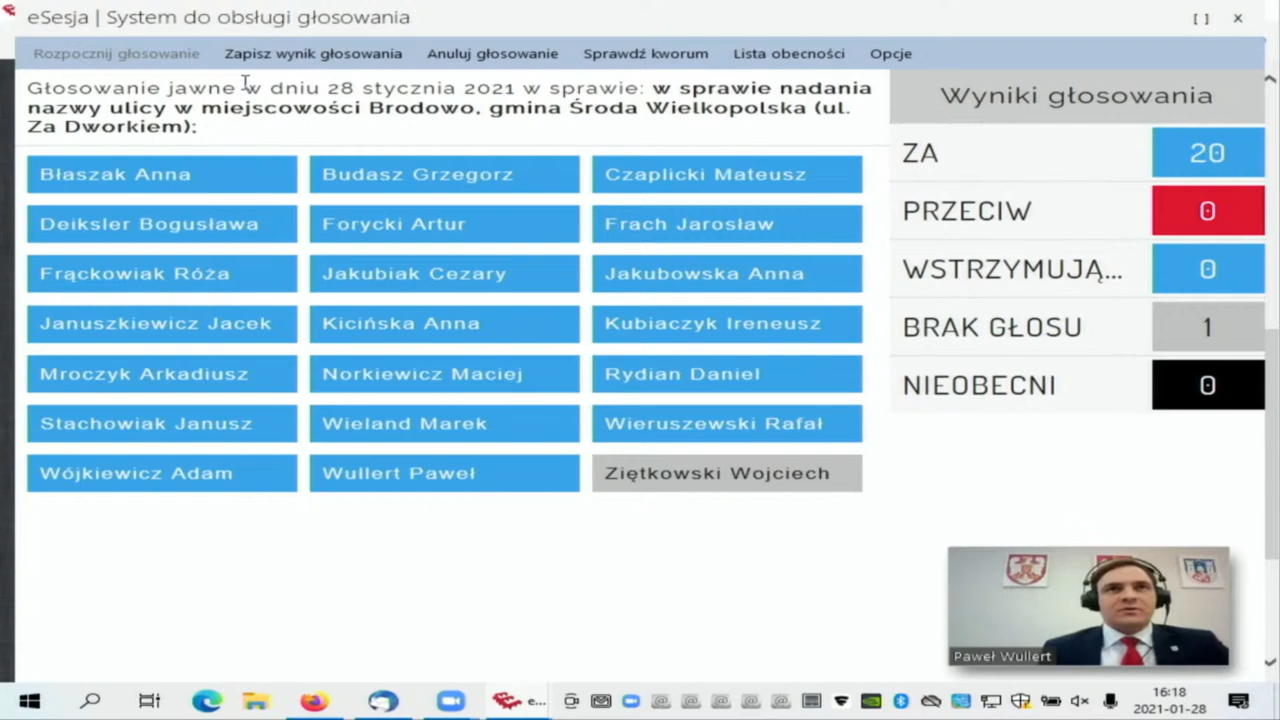 eSesja | System do obsługi głosowania
Rozpocznij głosowanie Zapisz wynik głosowania Anuluj głosowanie Sprawdź kworum Lista obecności Opcje
Głosowanie jawne w dniu 28 stycznia 2021 w sprawie: w sprawie nadania
nazwy ulicy w miejscowości Brodowo, gmina Środa Wielkopolska (ul.
Za Dworkiem);
Błaszak Anna Budasz Grzegorz Czaplicki Mateusz
Deiksler Bogusława Forycki Artur Frach Jarosław
Frąckowiak Róża Jakubiak Cezary Jakubowska Anna
Januszkiewicz Jacek Kicińska Anna Kubiaczyk Ireneusz
Mroczyk Arkadiusz Norkiewicz Maciej Rydian Daniel
Stachowiak Janusz Wieland Marek Wieruszewski Rafał
Wójkiewicz Adam Wullert Paweł Ziętkowski Wojciech
Wyniki głosowania
ZA 20
PRZECIW 0
WSTRZYMUJĄ... 0
BRAK GŁOSU 1
NIEOBECNI 0
Paweł Wullert
e...
16:18
2021-01-28